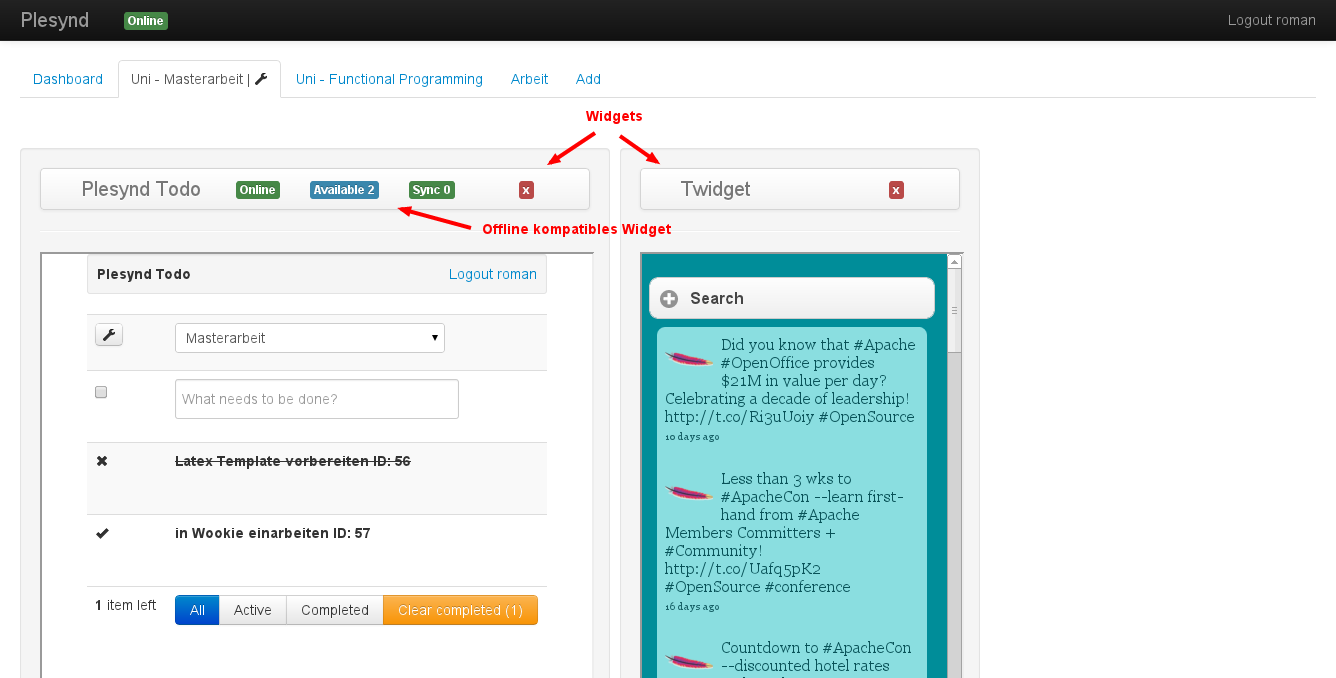 Plesynd Online Logout roman
Dashboard Uni - Masterarbeit | Uni - Functional Programming Arbeit Add
Widgets
Plesynd Todo Online Available 2 Sync 0 x
Twidget x
Offline kompatibles Widget
Plesynd Todo Logout roman
Masterarbeit
What needs to be done?
Latex Template vorbereiten ID: 56
in Wookie einarbeiten ID: 57
1 item left All Active Completed Clear completed (1)
Search
Did you know that #Apache
#OpenOffice provides
$21M in value per day?
Celebrating a decade of leadership!
http://t.co/Ri3uUoiy #OpenSource
10 days ago
Less than 3 wks to
#ApacheCon --learn first-
hand from #Apache
Members Committers +
#Community!
http://t.co/Uafq5pK2
#OpenSource #conference
16 days ago
Countdown to #ApacheCon
--discounted hotel rates